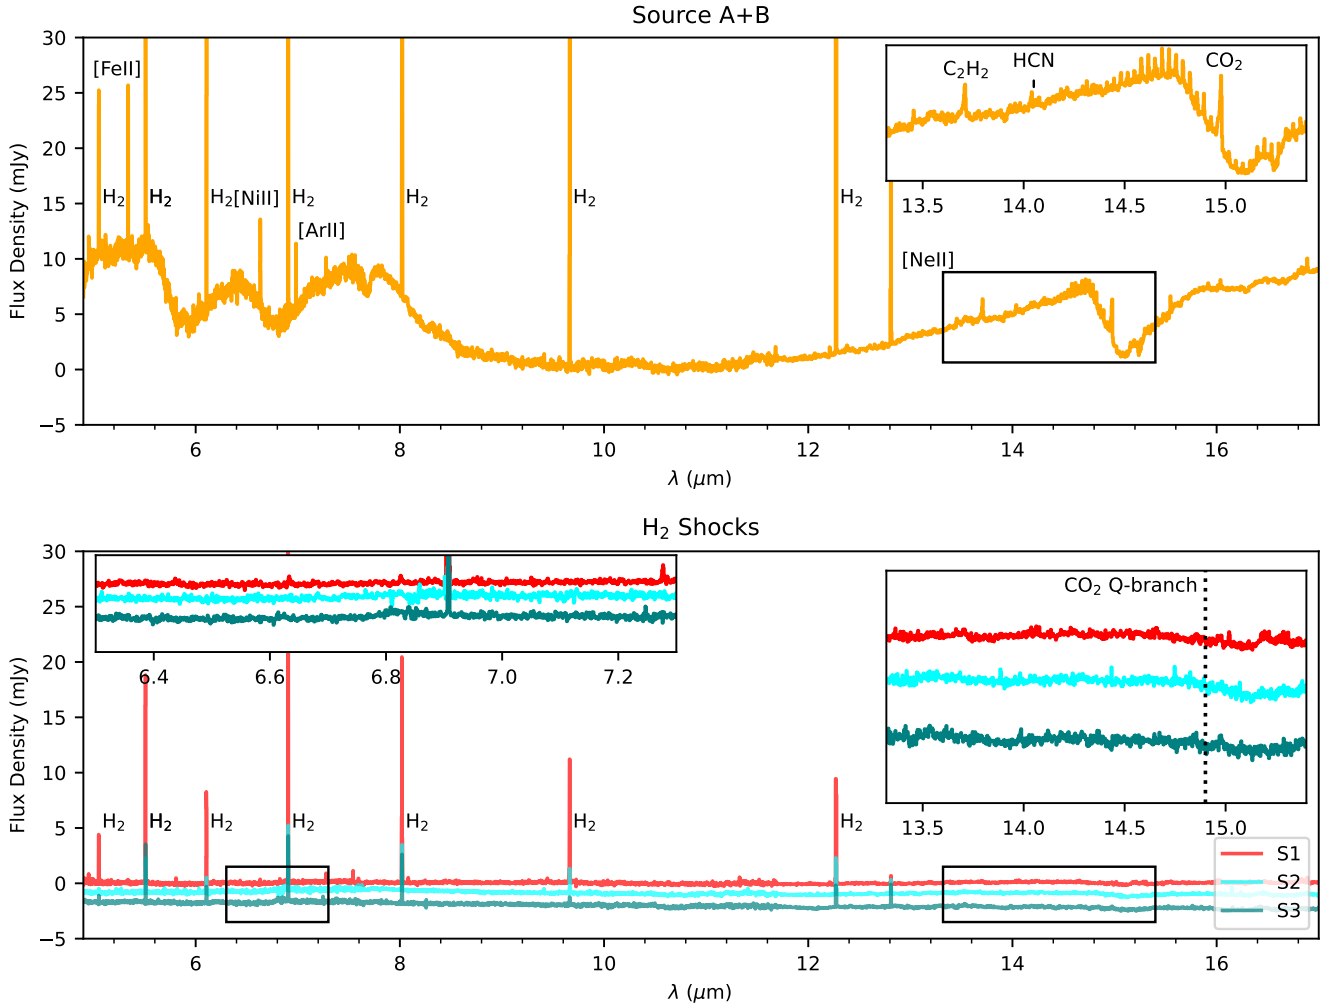 Source A+B
30
25
20
15
10
5
0
−5
Flux Density (mJy)
[FeII]
H₂ H₂ H₂ [NiII] H₂ H₂ H₂ H₂
[ArII]
[NeII]
C₂H₂ HCN CO₂
13.5 14.0 14.5 15.0
6 8 10 12 14 16
λ (μm)
H₂ Shocks
30
25
20
15
10
5
0
−5
Flux Density (mJy)
6.4 6.6 6.8 7.0 7.2
CO₂ Q-branch
13.5 14.0 14.5 15.0
H₂ H₂ H₂ H₂ H₂ H₂ H₂
S1
S2
S3
6 8 10 12 14 16
λ (μm)